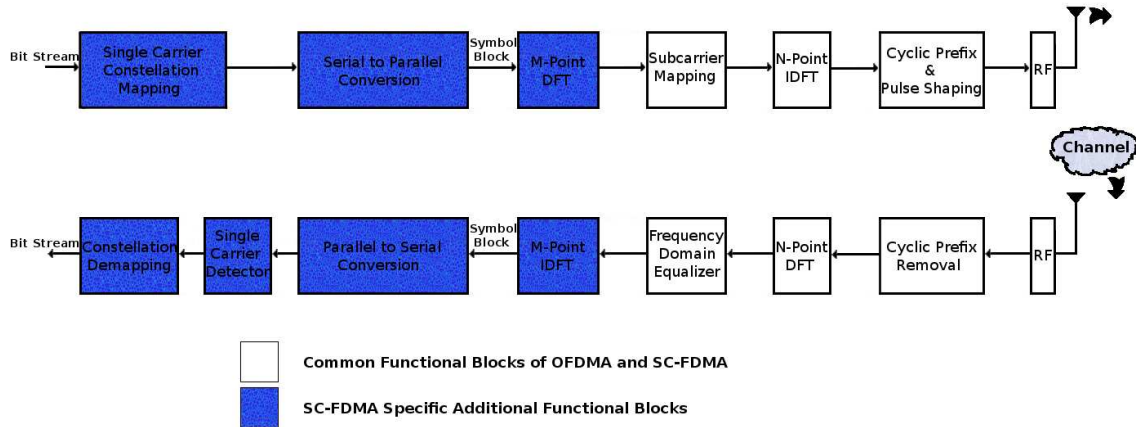 Bit Stream
Single Carrier
Constellation
Mapping
Serial to Parallel
Conversion
Symbol
Block
M-Point
DFT
Subcarrier
Mapping
N-Point
IDFT
Cyclic Prefix
&
Pulse Shaping
RF
Channel
Bit Stream
Constellation
Demapping
Single
Carrier
Detector
Parallel to Serial
Conversion
Symbol
Block
M-Point
IDFT
Frequency
Domain
Equalizer
N-Point
DFT
Cyclic Prefix
Removal
RF
Common Functional Blocks of OFDMA and SC-FDMA
SC-FDMA Specific Additional Functional Blocks